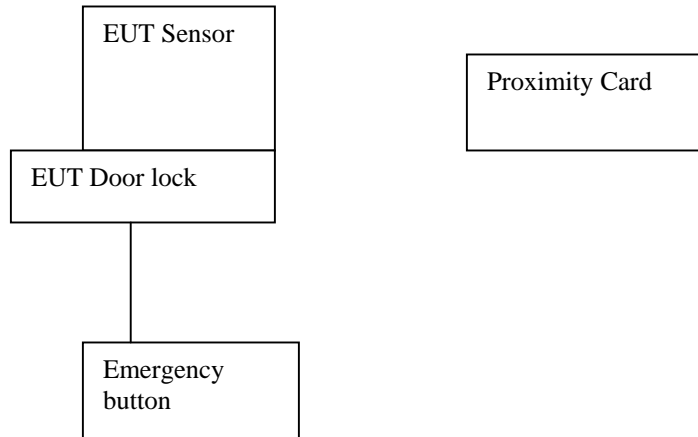 EUT Sensor
Proximity Card
EUT Door lock
Emergency
button